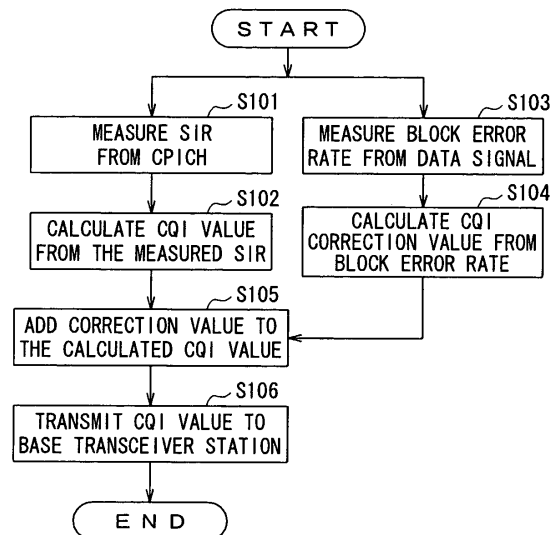 START
S101
MEASURE SIR
FROM CPICH
S102
CALCULATE CQI VALUE
FROM THE MEASURED SIR
S103
MEASURE BLOCK ERROR
RATE FROM DATA SIGNAL
S104
CALCULATE CQI
CORRECTION VALUE FROM
BLOCK ERROR RATE
S105
ADD CORRECTION VALUE TO
THE CALCULATED CQI VALUE
S106
TRANSMIT CQI VALUE TO
BASE TRANSCEIVER STATION
END